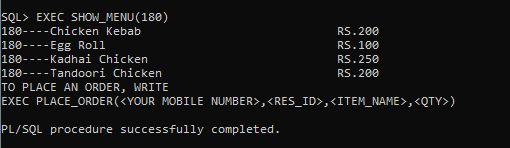 SQL> EXEC SHOW_MENU(180)
180----Chicken Kebab RS.200
180----Egg Roll RS.100
180----Kadhai Chicken RS.250
180----Tandoori Chicken RS.200
TO PLACE AN ORDER, WRITE
EXEC PLACE_ORDER(<YOUR MOBILE NUMBER>,<RES_ID>,<ITEM_NAME>,<QTY>)
PL/SQL procedure successfully completed.